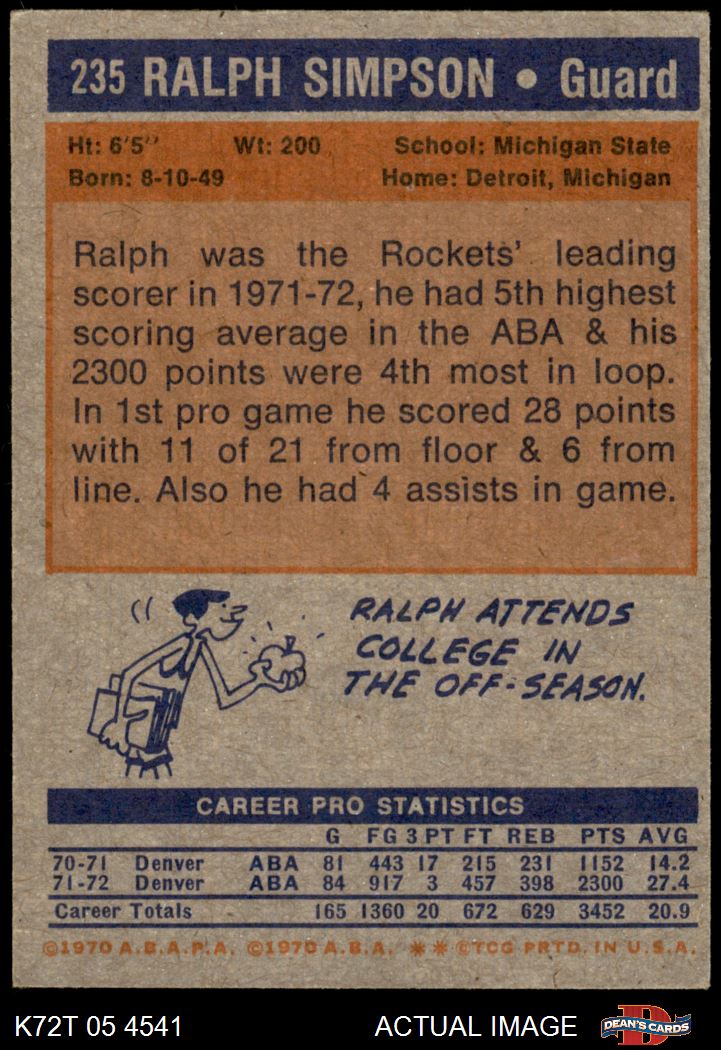 235 RALPH SIMPSON • Guard
Ht: 6'5'' Wt: 200 School: Michigan State
Born: 8-10-49 Home: Detroit, Michigan
Ralph was the Rockets' leading
scorer in 1971-72, he had 5th highest
scoring average in the ABA & his
2300 points were 4th most in loop.
In 1st pro game he scored 28 points
with 11 of 21 from floor & 6 from
line. Also he had 4 assists in game.
RALPH ATTENDS
COLLEGE IN
THE OFF-SEASON.
CAREER PRO STATISTICS
G FG 3 PT FT REB PTS AVG
70-71 Denver ABA 81 443 17 215 231 1152 14.2
71-72 Denver ABA 84 917 3 457 398 2300 27.4
Career Totals 165 1360 20 672 629 3452 20.9
©1970 A.B.A.P.A. ©1970 A.B.A. ** ©TCG PRTD. IN U.S.A.
K72T 05 4541 ACTUAL IMAGE D DEAN'S CARDS